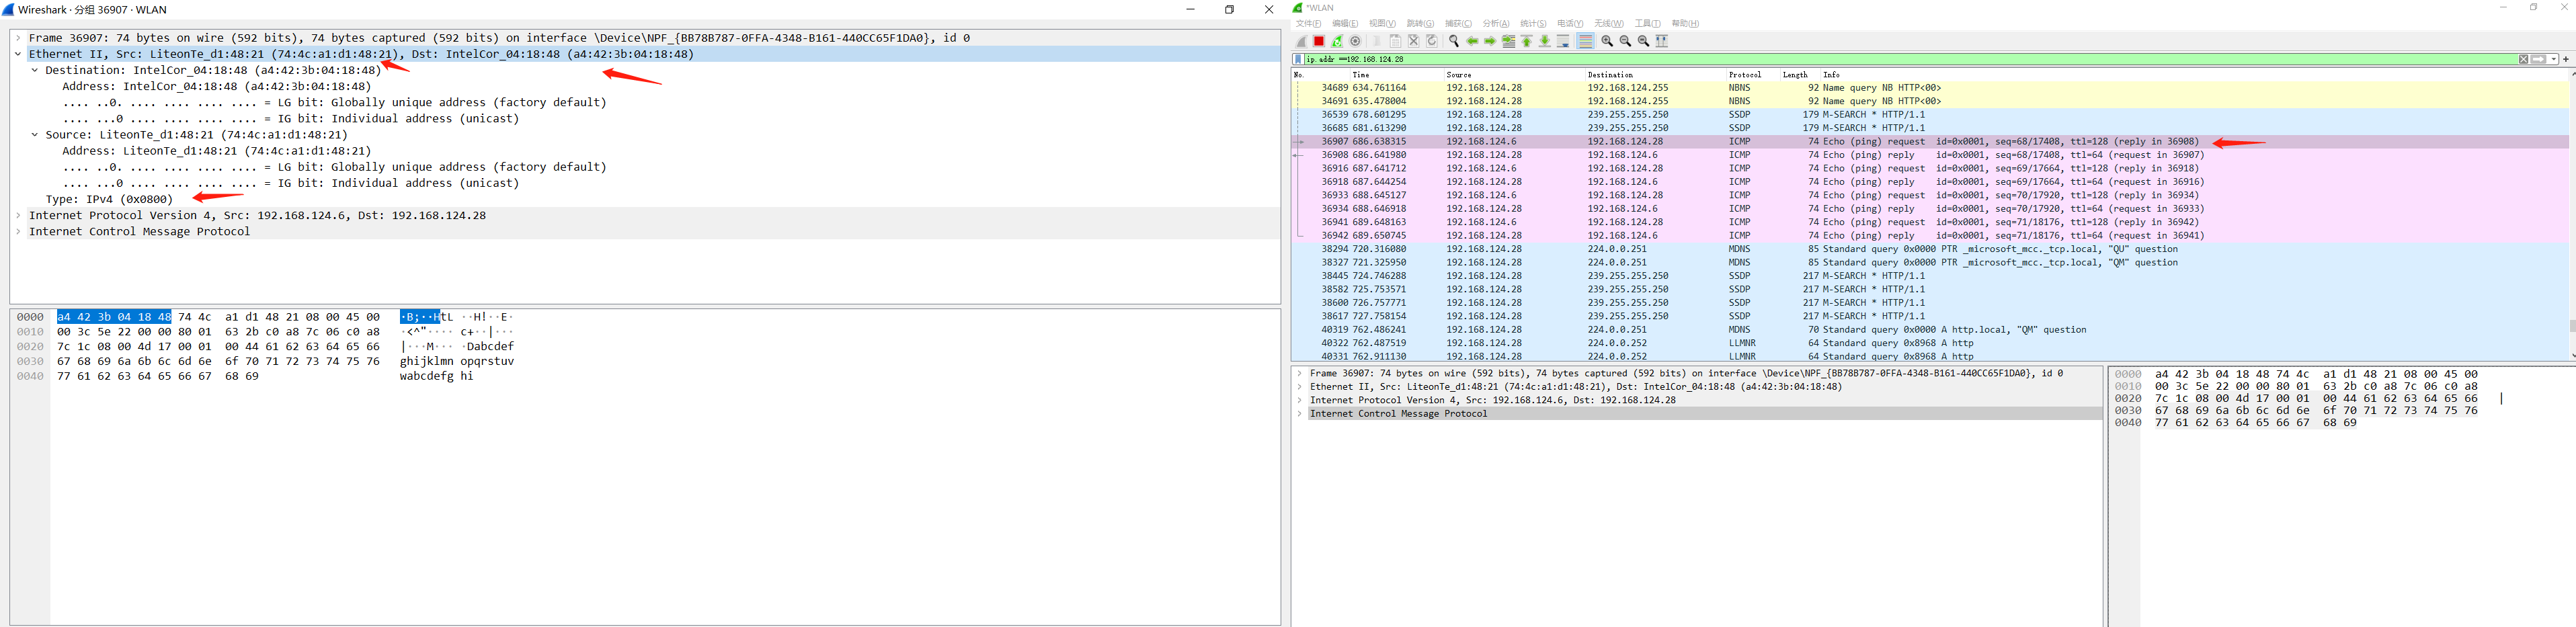 Wireshark · 分组 36907 · WLAN
Frame 36907: 74 bytes on wire (592 bits), 74 bytes captured (592 bits) on interface \Device\NPF_{BB78B787-0FFA-4348-B161-440CC65F1DA0}, id 0
Ethernet II, Src: LiteonTe_d1:48:21 (74:4c:a1:d1:48:21), Dst: IntelCor_04:18:48 (a4:42:3b:04:18:48)
Destination: IntelCor_04:18:48 (a4:42:3b:04:18:48)
Address: IntelCor_04:18:48 (a4:42:3b:04:18:48)
.... ..0. .... .... .... .... = LG bit: Globally unique address (factory default)
.... ...0 .... .... .... .... = IG bit: Individual address (unicast)
Source: LiteonTe_d1:48:21 (74:4c:a1:d1:48:21)
Address: LiteonTe_d1:48:21 (74:4c:a1:d1:48:21)
.... ..0. .... .... .... .... = LG bit: Globally unique address (factory default)
.... ...0 .... .... .... .... = IG bit: Individual address (unicast)
Type: IPv4 (0x0800)
Internet Protocol Version 4, Src: 192.168.124.6, Dst: 192.168.124.28
Internet Control Message Protocol
0000 a4 42 3b 04 18 48 74 4c a1 d1 48 21 08 00 45 00 ·B;··HtL ··H!··E·
0010 00 3c 5e 22 00 00 80 01 63 2b c0 a8 7c 06 c0 a8 ·<^"···· c+··|···
0020 7c 1c 08 00 4d 17 00 01 00 44 61 62 63 64 65 66 |···M··· ·Dabcdef
0030 67 68 69 6a 6b 6c 6d 6e 6f 70 71 72 73 74 75 76 ghijklmn opqrstuv
0040 77 61 62 63 64 65 66 67 68 69 wabcdefg hi
*WLAN
文件(F) 编辑(E) 视图(V) 跳转(G) 捕获(C) 分析(A) 统计(S) 电话(Y) 无线(W) 工具(T) 帮助(H)
ip.addr ==192.168.124.28
No. Time Source Destination Protocol Length Info
34689 634.761164 192.168.124.28 192.168.124.255 NBNS 92 Name query NB HTTP<00>
34691 635.478004 192.168.124.28 192.168.124.255 NBNS 92 Name query NB HTTP<00>
36539 678.601295 192.168.124.28 239.255.255.250 SSDP 179 M-SEARCH * HTTP/1.1
36685 681.613290 192.168.124.28 239.255.255.250 SSDP 179 M-SEARCH * HTTP/1.1
36907 686.638315 192.168.124.6 192.168.124.28 ICMP 74 Echo (ping) request id=0x0001, seq=68/17408, ttl=128 (reply in 36908)
36908 686.641980 192.168.124.28 192.168.124.6 ICMP 74 Echo (ping) reply id=0x0001, seq=68/17408, ttl=64 (request in 36907)
36916 687.641712 192.168.124.6 192.168.124.28 ICMP 74 Echo (ping) request id=0x0001, seq=69/17664, ttl=128 (reply in 36918)
36918 687.644254 192.168.124.28 192.168.124.6 ICMP 74 Echo (ping) reply id=0x0001, seq=69/17664, ttl=64 (request in 36916)
36933 688.645127 192.168.124.6 192.168.124.28 ICMP 74 Echo (ping) request id=0x0001, seq=70/17920, ttl=128 (reply in 36934)
36934 688.646918 192.168.124.28 192.168.124.6 ICMP 74 Echo (ping) reply id=0x0001, seq=70/17920, ttl=64 (request in 36933)
36941 689.648163 192.168.124.6 192.168.124.28 ICMP 74 Echo (ping) request id=0x0001, seq=71/18176, ttl=128 (reply in 36942)
36942 689.650745 192.168.124.28 192.168.124.6 ICMP 74 Echo (ping) reply id=0x0001, seq=71/18176, ttl=64 (request in 36941)
38294 720.316080 192.168.124.28 224.0.0.251 MDNS 85 Standard query 0x0000 PTR _microsoft_mcc._tcp.local, "QU" question
38327 721.325950 192.168.124.28 224.0.0.251 MDNS 85 Standard query 0x0000 PTR _microsoft_mcc._tcp.local, "QM" question
38445 724.746288 192.168.124.28 239.255.255.250 SSDP 217 M-SEARCH * HTTP/1.1
38582 725.753571 192.168.124.28 239.255.255.250 SSDP 217 M-SEARCH * HTTP/1.1
38600 726.757771 192.168.124.28 239.255.255.250 SSDP 217 M-SEARCH * HTTP/1.1
38617 727.758154 192.168.124.28 239.255.255.250 SSDP 217 M-SEARCH * HTTP/1.1
40319 762.486241 192.168.124.28 224.0.0.251 MDNS 70 Standard query 0x0000 A http.local, "QM" question
40322 762.487519 192.168.124.28 224.0.0.252 LLMNR 64 Standard query 0x8968 A http
40331 762.911130 192.168.124.28 224.0.0.252 LLMNR 64 Standard query 0x8968 A http
Frame 36907: 74 bytes on wire (592 bits), 74 bytes captured (592 bits) on interface \Device\NPF_{BB78B787-0FFA-4348-B161-440CC65F1DA0}, id 0
Ethernet II, Src: LiteonTe_d1:48:21 (74:4c:a1:d1:48:21), Dst: IntelCor_04:18:48 (a4:42:3b:04:18:48)
Internet Protocol Version 4, Src: 192.168.124.6, Dst: 192.168.124.28
Internet Control Message Protocol
0000 a4 42 3b 04 18 48 74 4c a1 d1 48 21 08 00 45 00
0010 00 3c 5e 22 00 00 80 01 63 2b c0 a8 7c 06 c0 a8
0020 7c 1c 08 00 4d 17 00 01 00 44 61 62 63 64 65 66 |
0030 67 68 69 6a 6b 6c 6d 6e 6f 70 71 72 73 74 75 76
0040 77 61 62 63 64 65 66 67 68 69